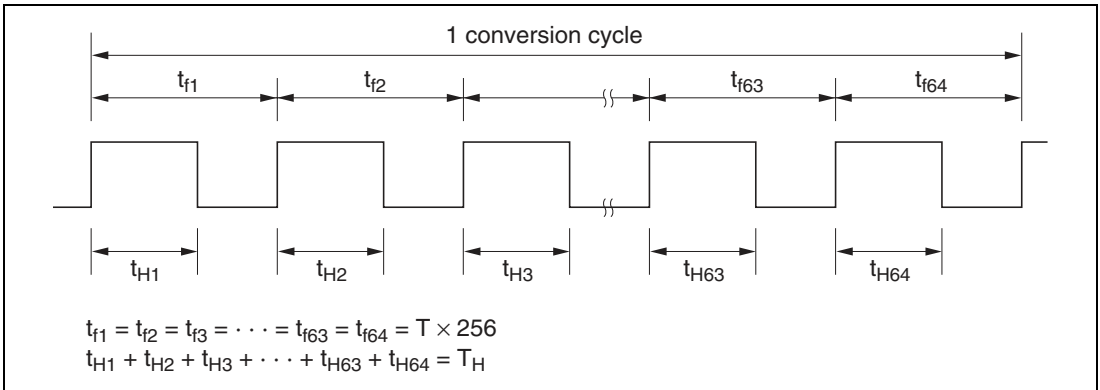 1 conversion cycle
tf1 tf2 tf63 tf64
tH1 tH2 tH3 tH63 tH64
tf1 = tf2 = tf3 = · · · = tf63 = tf64 = T × 256
tH1 + tH2 + tH3 + · · · + tH63 + tH64 = TH